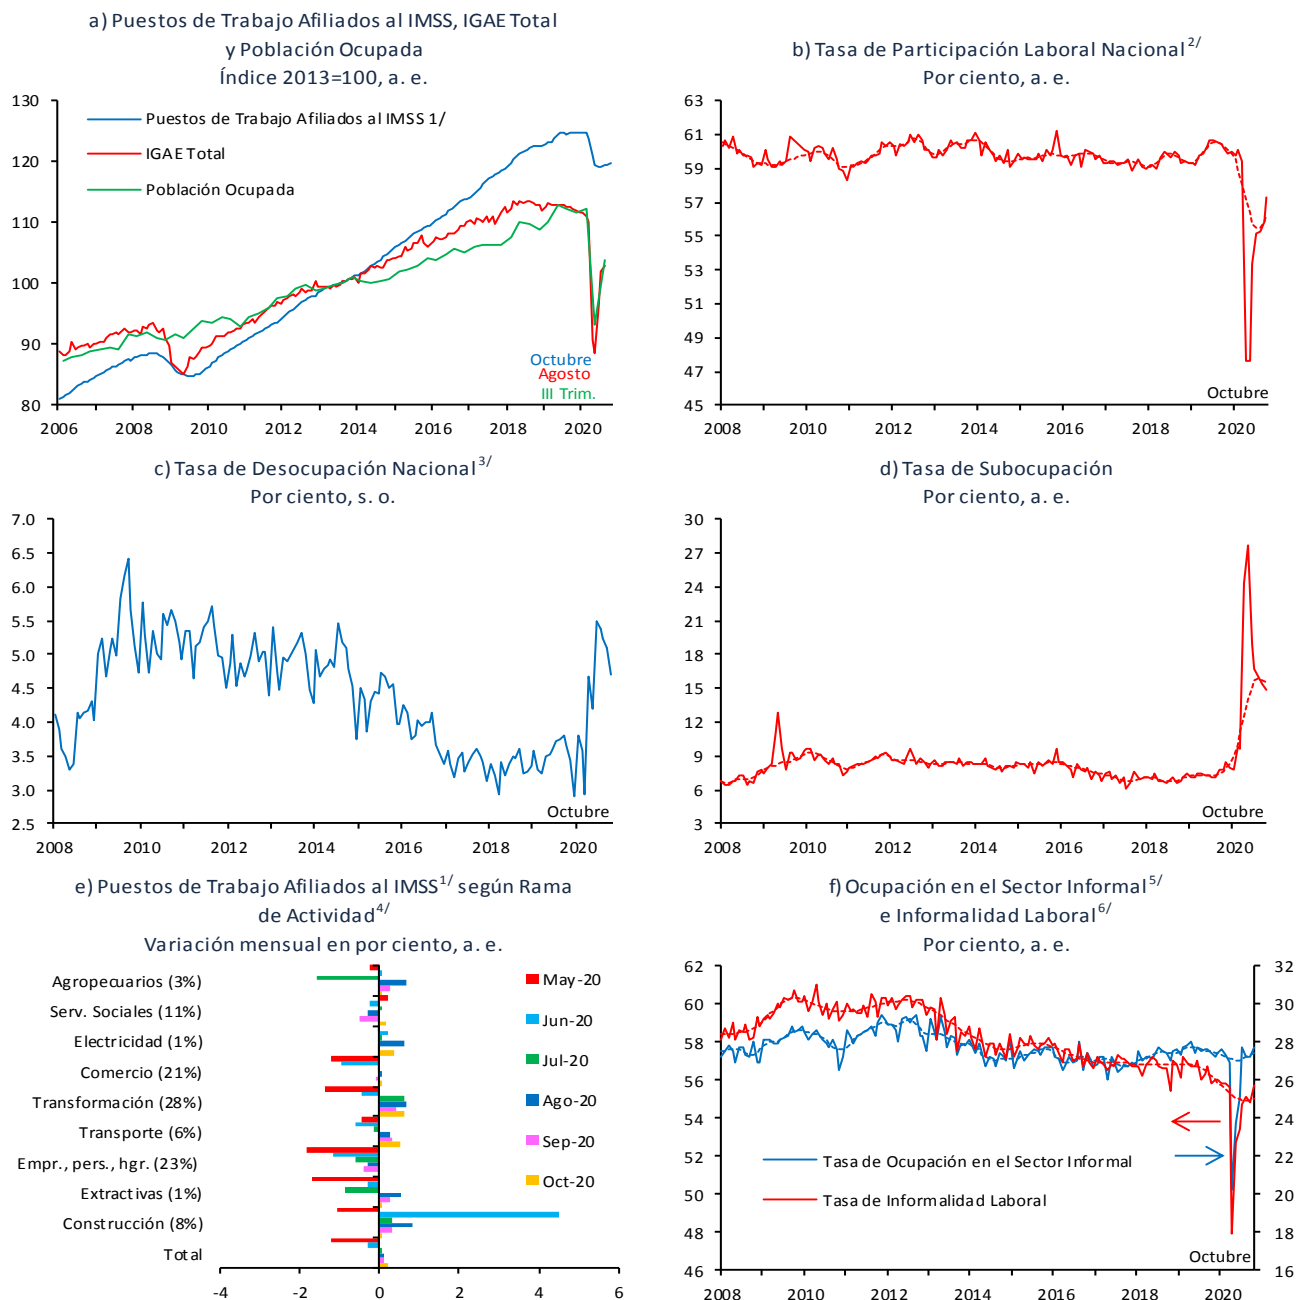 a) Puestos de Trabajo Afiliados al IMSS, IGAE Total
y Población Ocupada
Índice 2013=100, a. e.
130
120
110
100
90
80
Puestos de Trabajo Afiliados al IMSS 1/
IGAE Total
Población Ocupada
Octubre
Agosto
III Trim.
2006 2008 2010 2012 2014 2016 2018 2020
b) Tasa de Participación Laboral Nacional 2/
Por ciento, a. e.
63
61
59
57
55
53
51
49
47
45
Octubre
2008 2010 2012 2014 2016 2018 2020
c) Tasa de Desocupación Nacional 3/
Por ciento, s. o.
7.0
6.5
6.0
5.5
5.0
4.5
4.0
3.5
3.0
2.5
Octubre
2008 2010 2012 2014 2016 2018 2020
d) Tasa de Subocupación
Por ciento, a. e.
30
27
24
21
18
15
12
9
6
3
Octubre
2008 2010 2012 2014 2016 2018 2020
e) Puestos de Trabajo Afiliados al IMSS 1/ según Rama
de Actividad 4/
Variación mensual en por ciento, a. e.
Agropecuarios (3%)
Serv. Sociales (11%)
Electricidad (1%)
Comercio (21%)
Transformación (28%)
Transporte (6%)
Empr., pers., hgr. (23%)
Extractivas (1%)
Construcción (8%)
Total
May-20
Jun-20
Jul-20
Ago-20
Sep-20
Oct-20
-4 -2 0 2 4 6
f) Ocupación en el Sector Informal 5/
e Informalidad Laboral 6/
Por ciento, a. e.
62
60
58
56
54
52
50
48
46
32
30
28
26
24
22
20
18
16
Tasa de Ocupación en el Sector Informal
Tasa de Informalidad Laboral
Octubre
2008 2010 2012 2014 2016 2018 2020